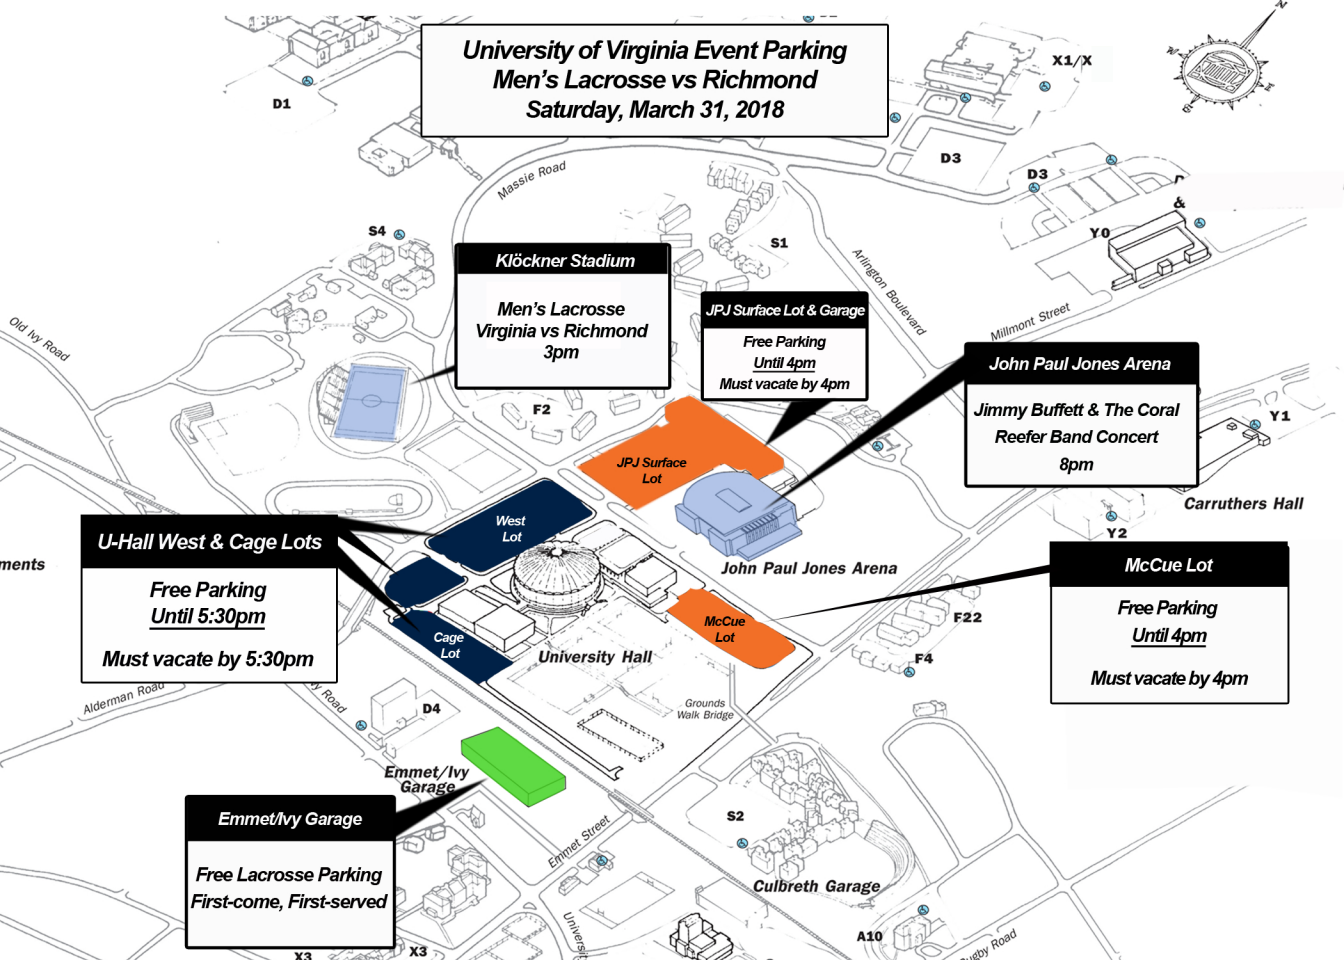 University of Virginia Event Parking
Men's Lacrosse vs Richmond
Saturday, March 31, 2018
N
E
S
W
D1
X1/X
D3
D3
&
Y0
Massie Road
S4
S1
Arlington Boulevard
Millmont Street
Old Ivy Road
Klöckner Stadium
Men's Lacrosse
Virginia vs Richmond
3pm
JPJ Surface Lot & Garage
Free Parking
Until 4pm
Must vacate by 4pm
John Paul Jones Arena
Jimmy Buffett & The Coral
Reefer Band Concert
8pm
F2
Y1
JPJ Surface
Lot
Carruthers Hall
Y2
West
Lot
U-Hall West & Cage Lots
Free Parking
Until 5:30pm
Must vacate by 5:30pm
ments
John Paul Jones Arena
McCue Lot
Free Parking
Until 4pm
Must vacate by 4pm
McCue
Lot
Cage
Lot
University Hall
F22
F4
Alderman Road
vy Road
D4
Grounds
Walk Bridge
Emmet/Ivy
Garage
Emmet/Ivy Garage
Free Lacrosse Parking
First-come, First-served
S2
Emmet Street
Culbreth Garage
Universit
A10
Rugby Road
X3
X3